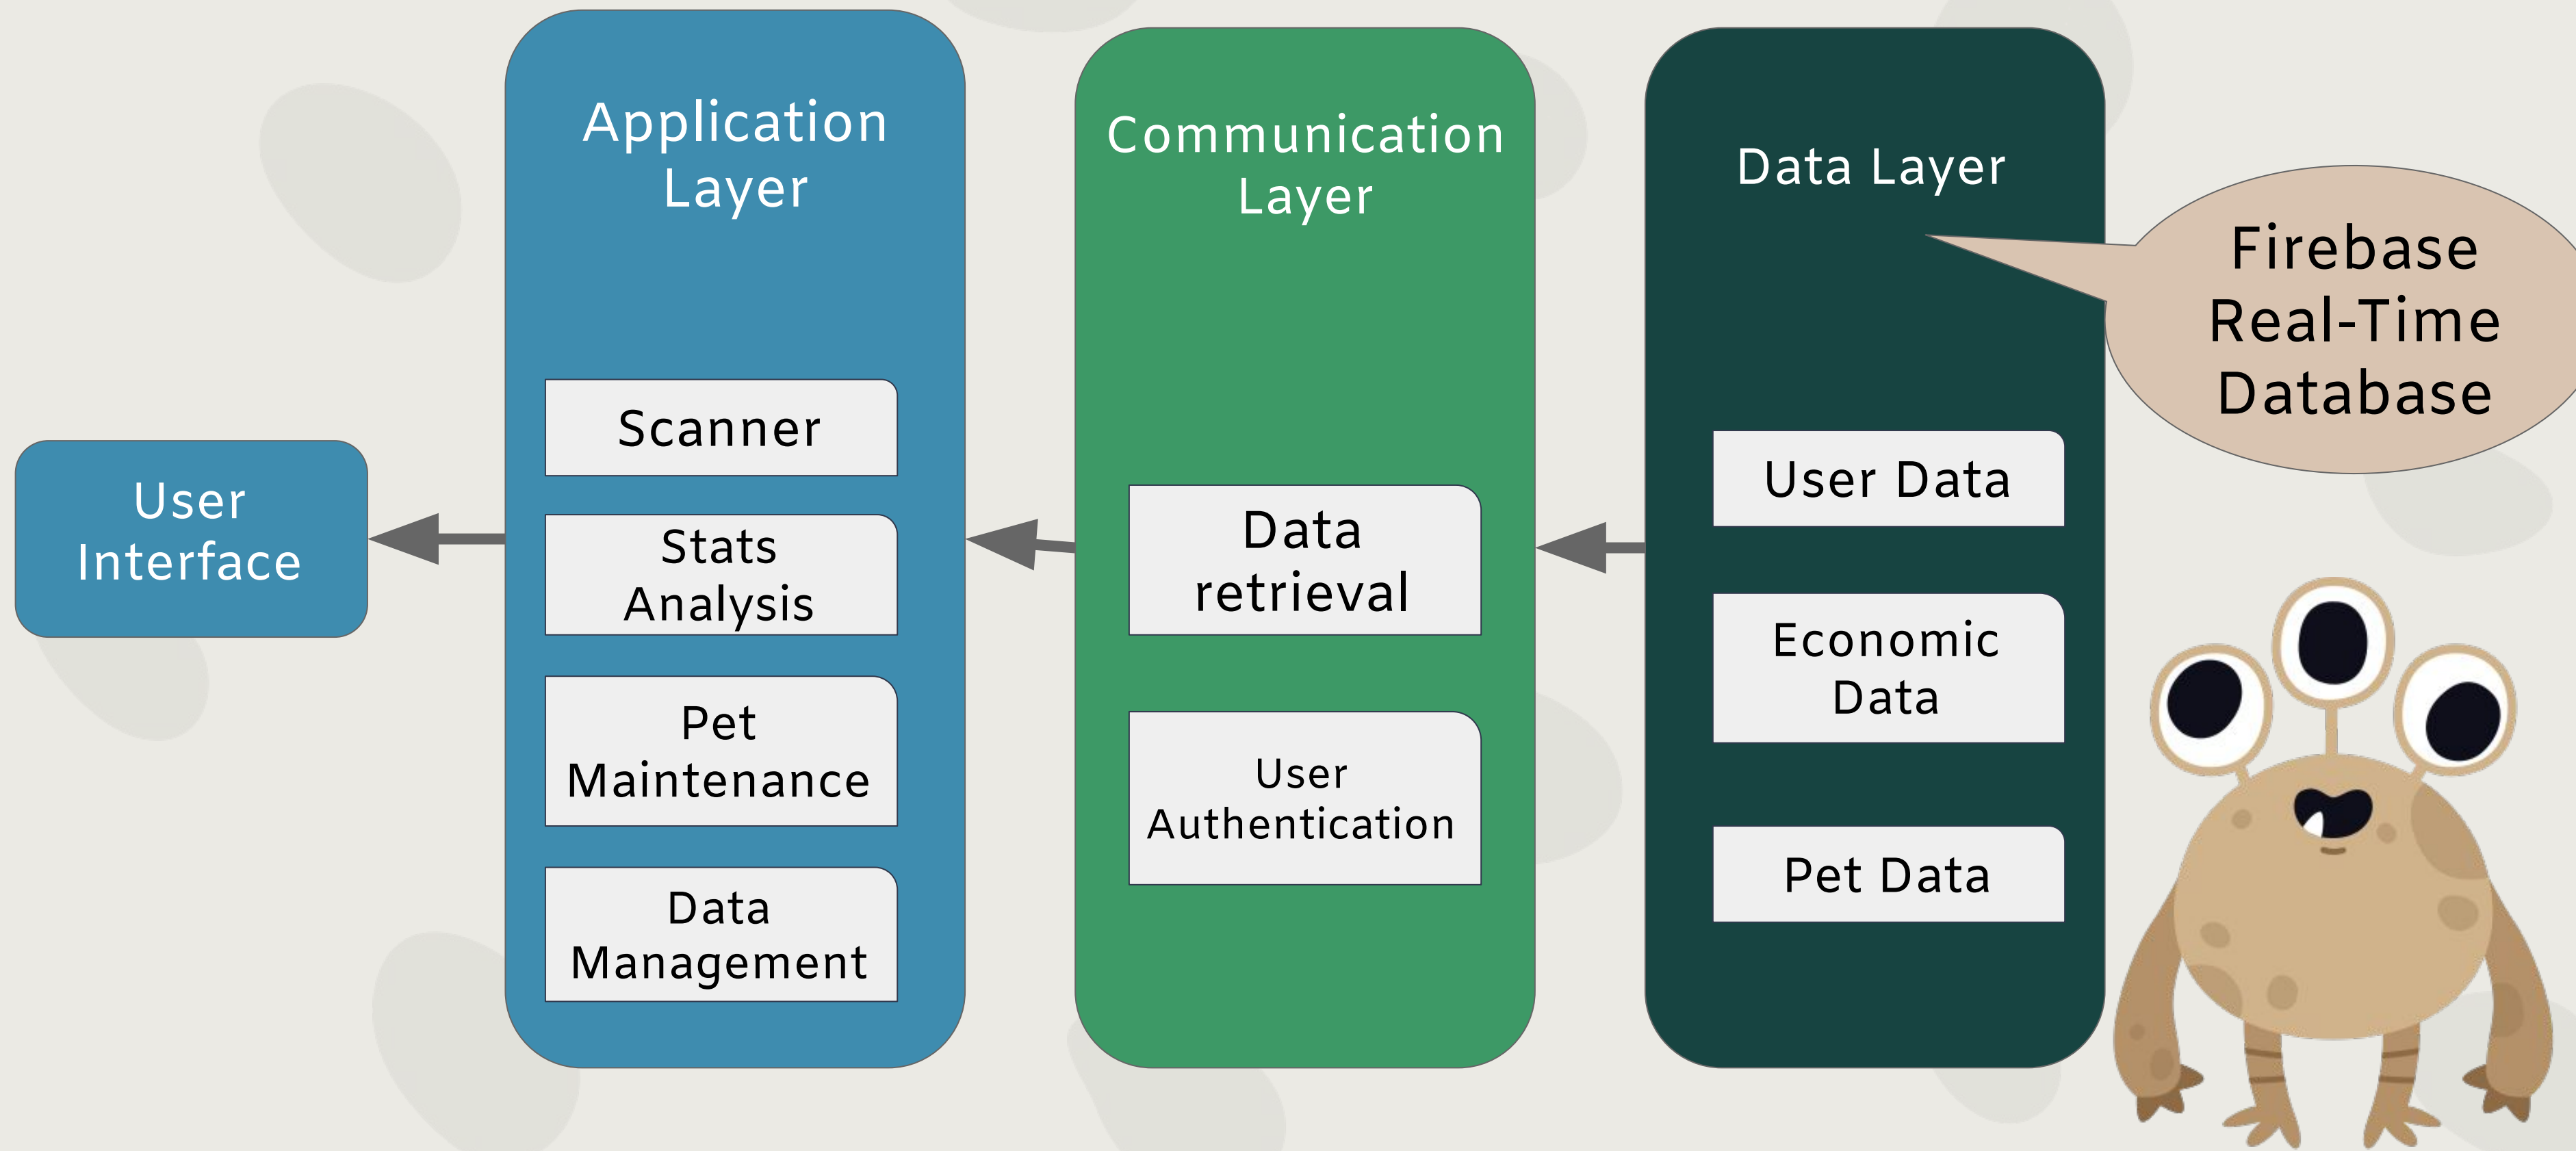 User
Interface
Application
Layer
Scanner
Stats
Analysis
Pet
Maintenance
Data
Management
Communication
Layer
Data
retrieval
User
Authentication
Data Layer
User Data
Economic
Data
Pet Data
Firebase
Real-Time
Database